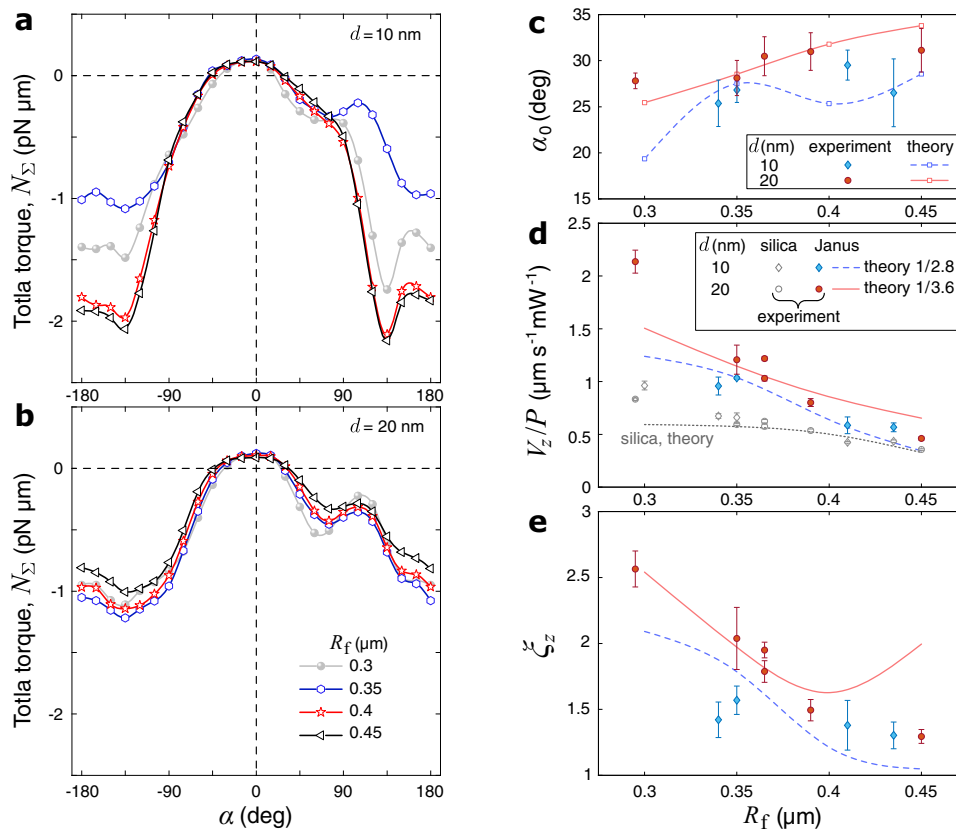 a
d = 10 nm
Totla torque, N_Σ (pN µm)
0
-1
-2
-180 -90 0 90 180
b
d = 20 nm
Totla torque, N_Σ (pN µm)
0
-1
-2
R_f (µm)
0.3
0.35
0.4
0.45
-180 -90 0 90 180
α (deg)
c
α_0 (deg)
35
30
25
20
15
d (nm) experiment theory
10
20
0.3 0.35 0.4 0.45
d
V_z/P (µm s⁻¹ mW⁻¹)
2.5
2
1.5
1
0.5
0
d (nm) silica Janus
10 theory 1/2.8
20 theory 1/3.6
experiment
silica, theory
0.3 0.35 0.4 0.45
e
ξ_z
3
2.5
2
1.5
1
0.3 0.35 0.4 0.45
R_f (µm)